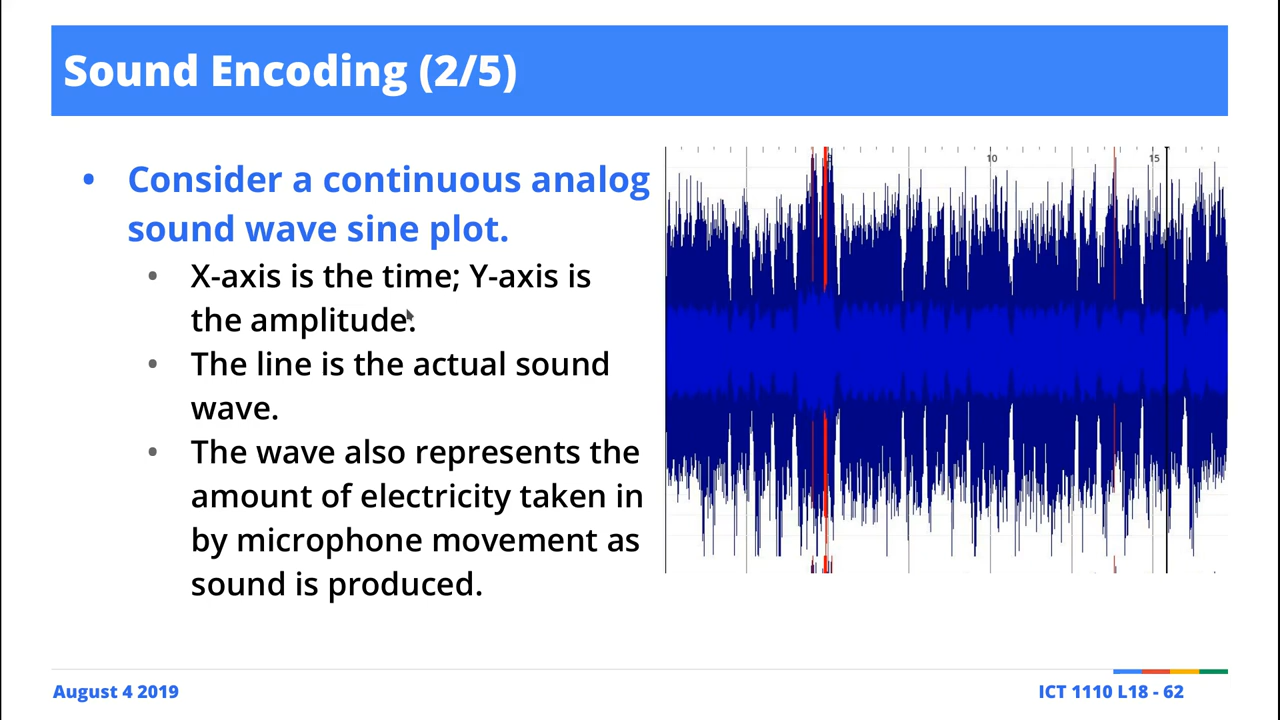 Sound Encoding (2/5)
• Consider a continuous analog
sound wave sine plot.
• X-axis is the time; Y-axis is
the amplitude.
• The line is the actual sound
wave.
• The wave also represents the
amount of electricity taken in
by microphone movement as
sound is produced.
10 15
August 4 2019
ICT 1110 L18 - 62